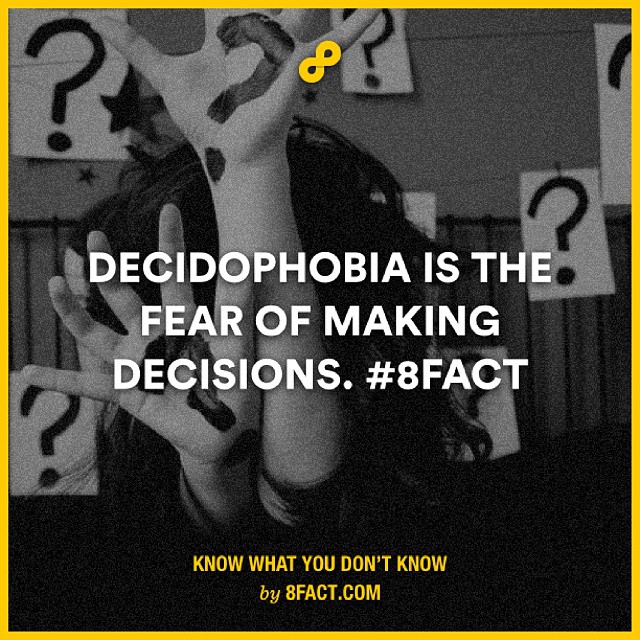 DECIDOPHOBIA IS THE
FEAR OF MAKING
DECISIONS. #8FACT
KNOW WHAT YOU DON'T KNOW
by 8FACT.COM